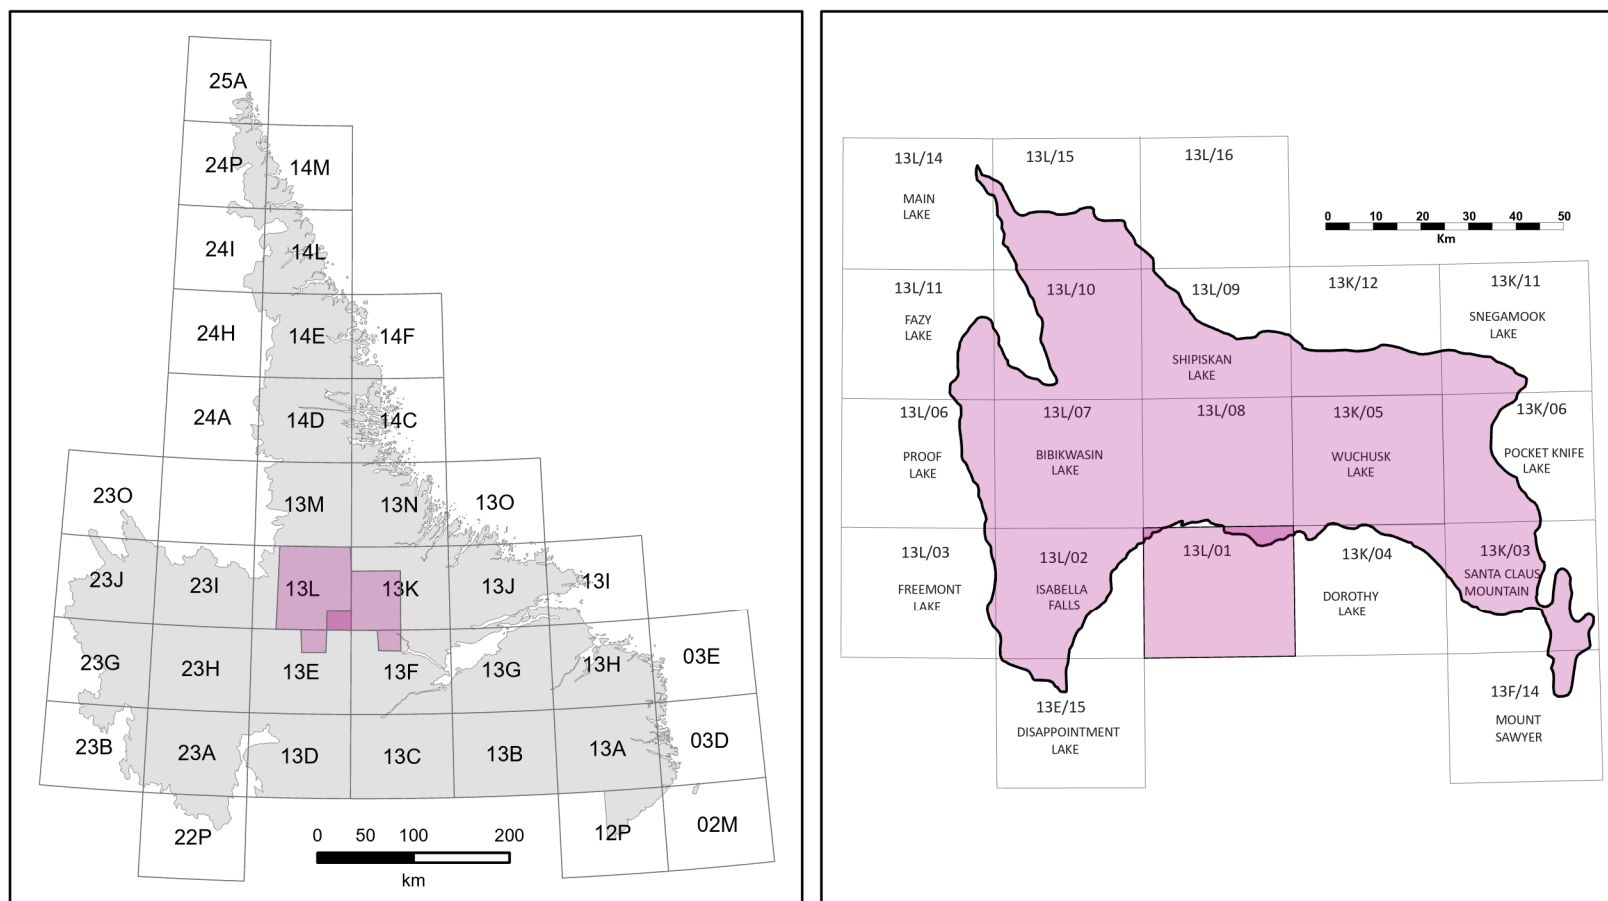 25A
24P
14M
24I
14L
24H
14E
14F
24A
14D
14C
23O
13M
13N
13O
23J
23I
13L
13K
13J
13I
23G
23H
13E
13F
13G
13H
03E
23B
23A
13D
13C
13B
13A
03D
22P
12P
02M
0 50 100 200
km
13L/14
MAIN
LAKE
13L/15
13L/16
0 10 20 30 40 50
Km
13L/11
FAZY
LAKE
13L/10
13L/09
SHIPISKAN
LAKE
13K/12
13K/11
SNEGAMOOK
LAKE
13L/06
PROOF
LAKE
13L/07
BIBIKWASIN
LAKE
13L/08
13K/05
WUCHUSK
LAKE
13K/06
POCKET KNIFE
LAKE
13L/03
FREEMONT
LAKE
13L/02
ISABELLA
FALLS
13L/01
13K/04
DOROTHY
LAKE
13K/03
SANTA CLAUS
MOUNTAIN
13E/15
DISAPPOINTMENT
LAKE
13F/14
MOUNT
SAWYER